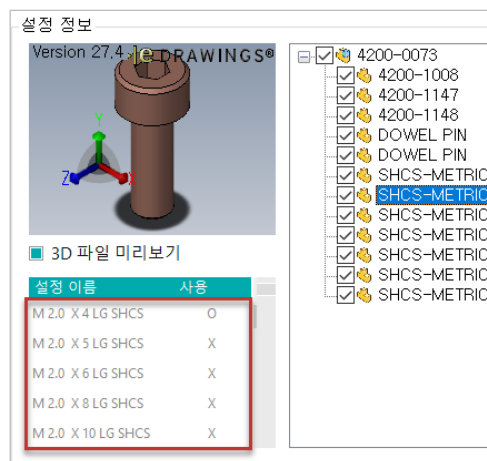 설정 정보
Version 27.4.
eDRAWINGS®
Y
Z
X
3D 파일 미리보기
설정 이름 사용
M 2.0 X 4 LG SHCS O
M 2.0 X 5 LG SHCS X
M 2.0 X 6 LG SHCS X
M 2.0 X 8 LG SHCS X
M 2.0 X 10 LG SHCS X
4200-0073
4200-1008
4200-1147
4200-1148
DOWEL PIN
DOWEL PIN
SHCS-METRIC
SHCS-METRIC
SHCS-METRIC
SHCS-METRIC
SHCS-METRIC
SHCS-METRIC
SHCS-METRIC